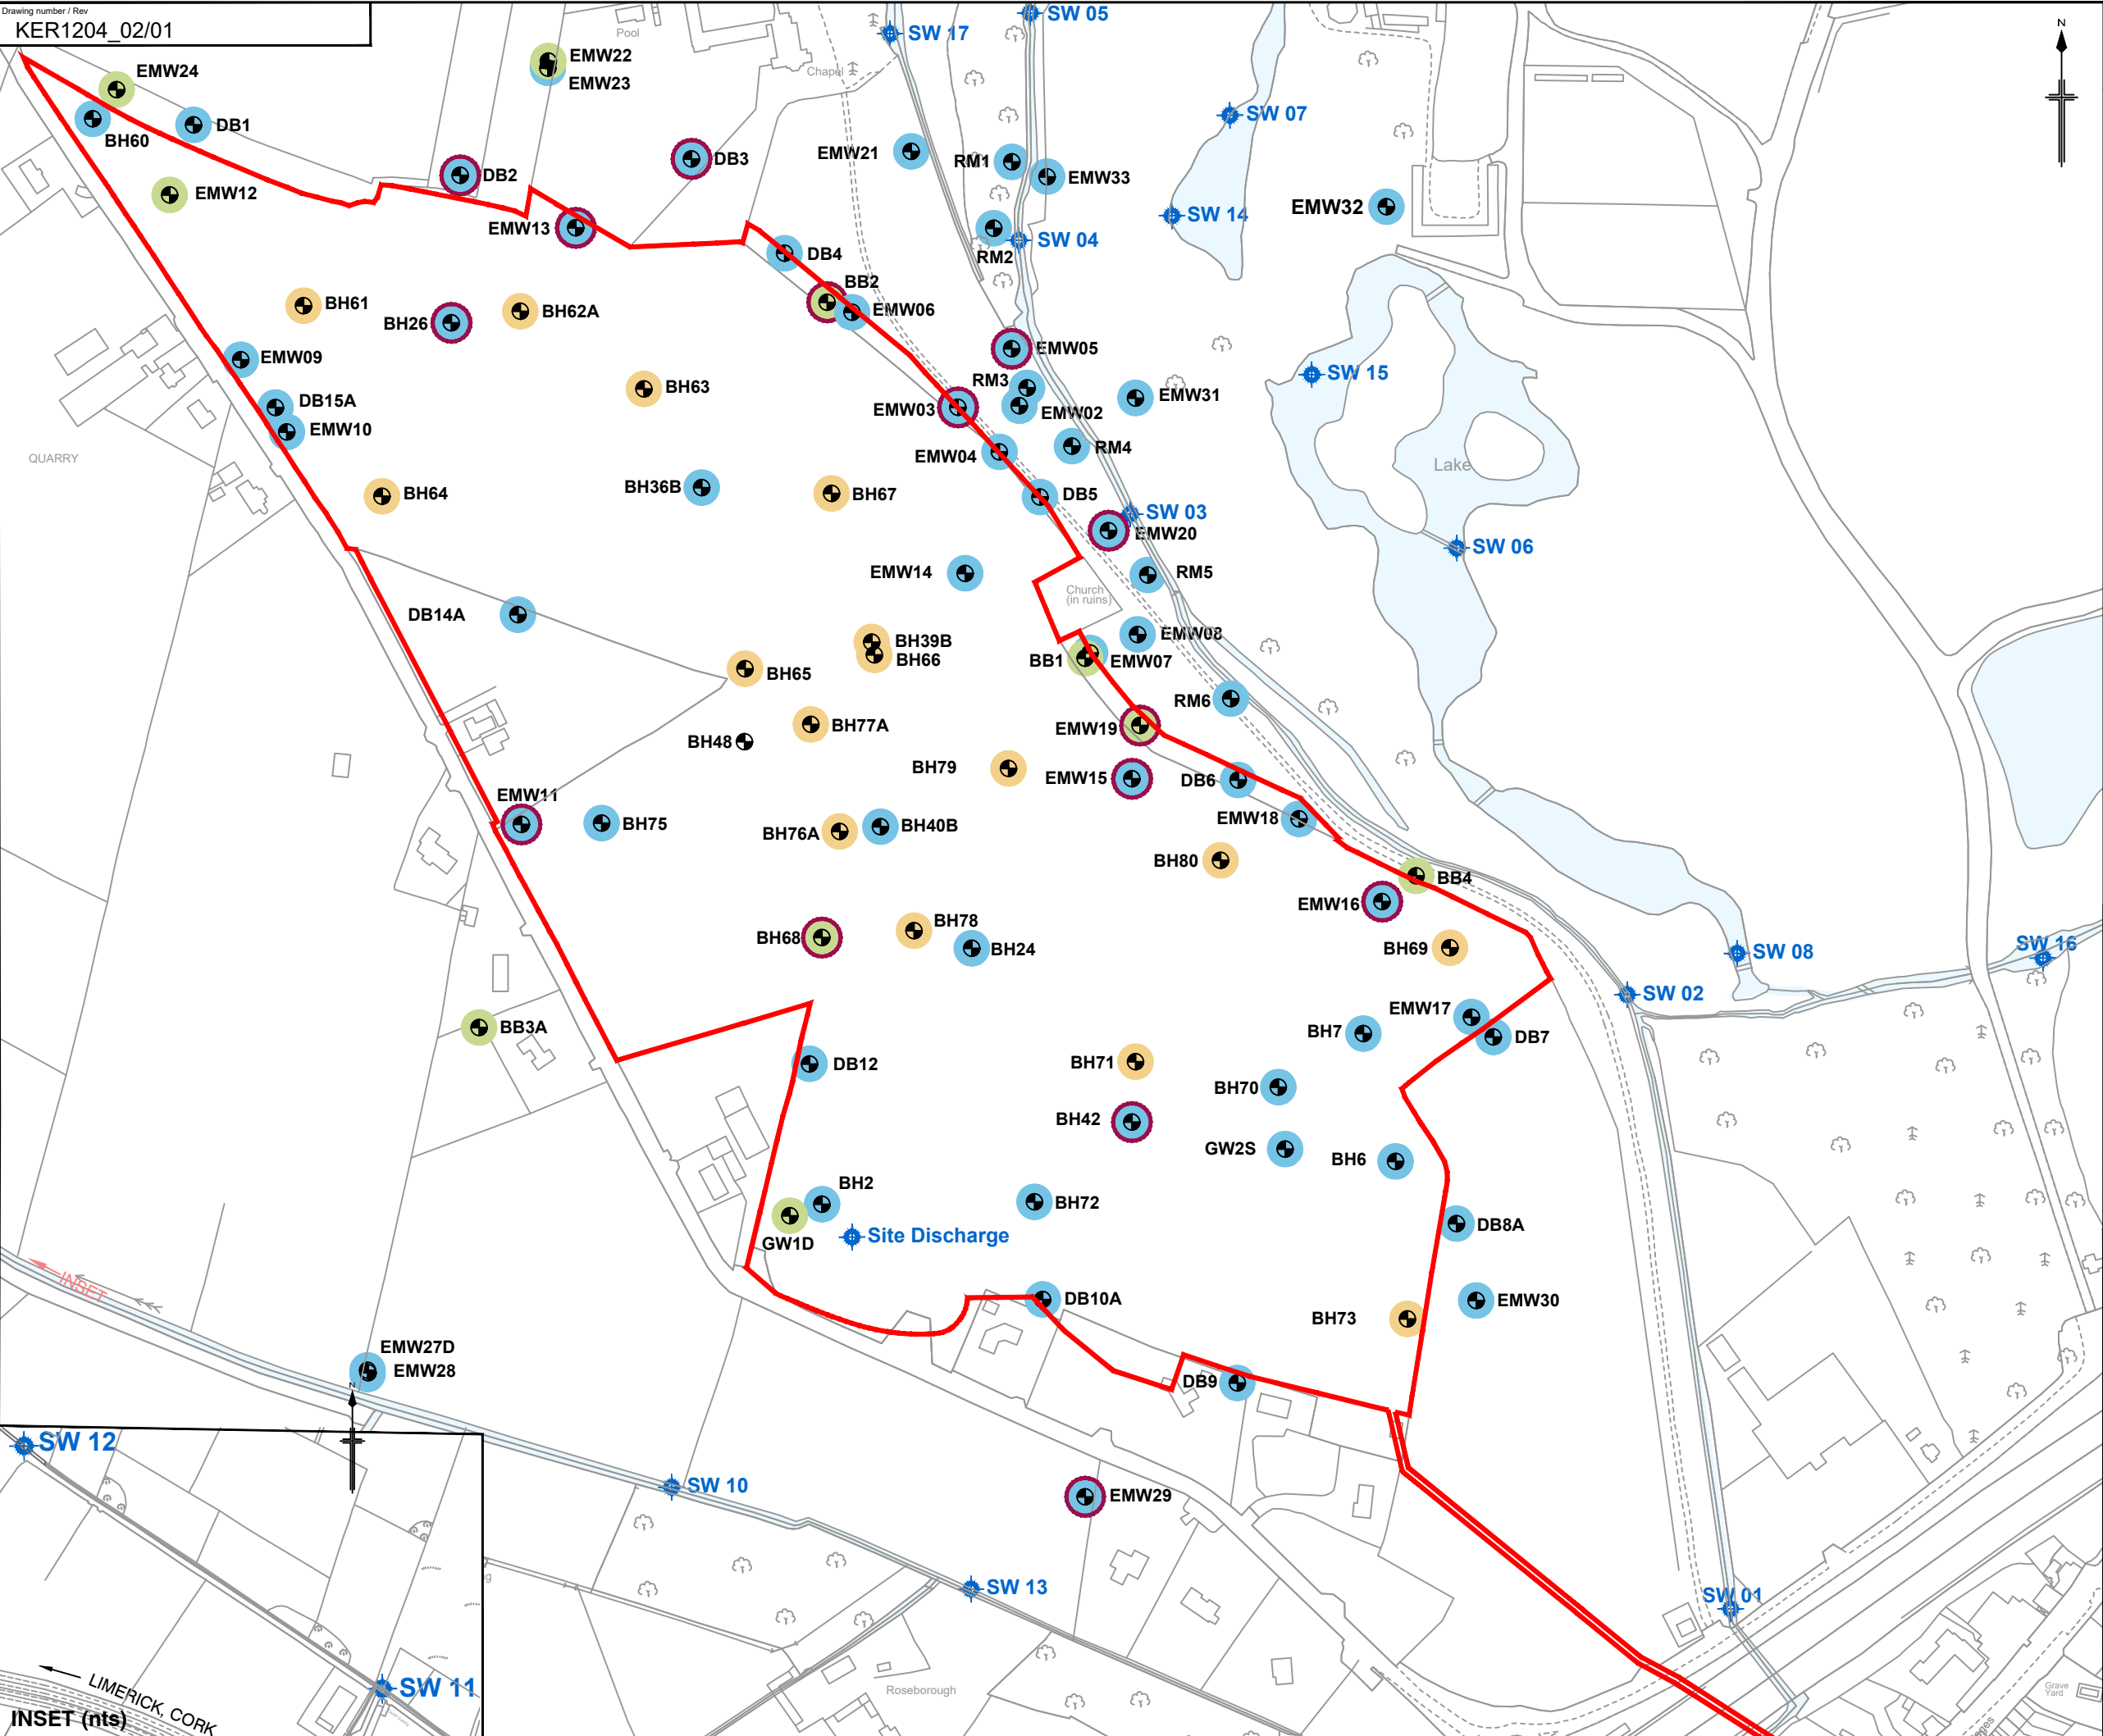 Drawing number / Rev
KER1204_02/01
N
Pool
SW 17
SW 05
EMW22
EMW23
Chapel
EMW24
BH60
DB1
SW 07
EMW21
RM1
EMW33
DB3
DB2
EMW12
EMW32
SW 14
EMW13
RM2
SW 04
DB4
BB2
EMW06
BH61
BH26
BH62A
EMW05
EMW09
SW 15
RM3
BH63
EMW31
DB15A
EMW03
EMW02
EMW10
RM4
EMW04
QUARRY
Lake
BH64
BH36B
BH67
DB5
SW 03
EMW20
SW 06
EMW14
RM5
Church
(in ruins)
DB14A
EMW08
BH39B
BH66
BB1
EMW07
BH65
RM6
BH77A
EMW19
BH48
BH79
EMW15
DB6
EMW11
BH75
BH76A
BH40B
EMW18
BH80
BB4
EMW16
BH78
BH68
BH24
BH69
SW 16
SW 08
SW 02
EMW17
BB3A
BH7
DB7
DB12
BH71
BH70
BH42
GW2S
BH6
BH2
BH72
GW1D
Site Discharge
DB8A
INSET
DB10A
EMW30
BH73
EMW27D
EMW28
DB9
N
SW 12
SW 10
EMW29
SW 13
SW 01
SW 11
LIMERICK, CORK
Roseborough
Grave
Yard
INSET (nts)